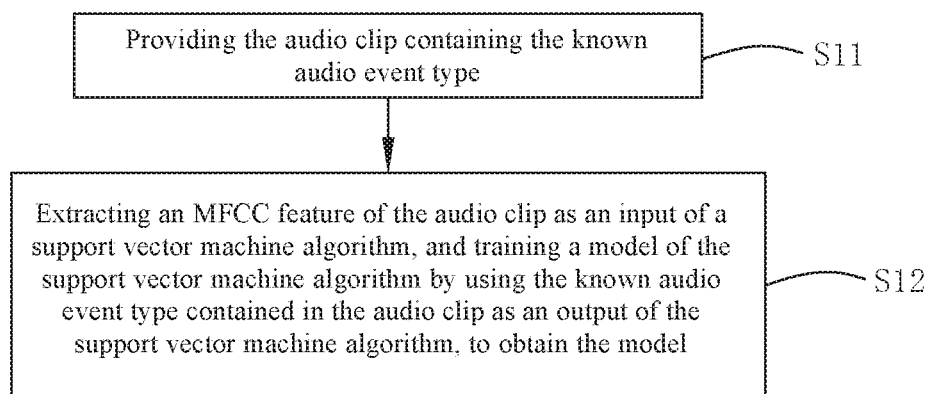 Providing the audio clip containing the known
audio event type
S11
Extracting an MFCC feature of the audio clip as an input of a
support vector machine algorithm, and training a model of the
support vector machine algorithm by using the known audio
event type contained in the audio clip as an output of the
support vector machine algorithm, to obtain the model
S12